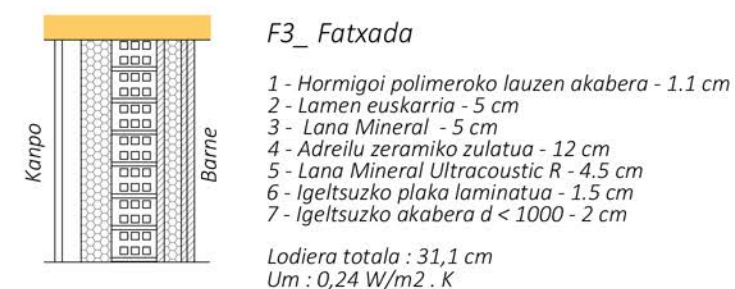 F3_ Fatxada
1 - Hormigoi polimeroko lauzen akabera - 1.1 cm
2 - Lamen euskarria - 5 cm
3 - Lana Mineral - 5 cm
4 - Adreilu zeramiko zulatua - 12 cm
5 - Lana Mineral Ultracoustic R - 4.5 cm
6 - Igeltsuzko plaka laminatua - 1.5 cm
7 - Igeltsuzko akabera d < 1000 - 2 cm
Lodiera totala : 31,1 cm
Um : 0,24 W/m2 . K
Kanpo
Barne